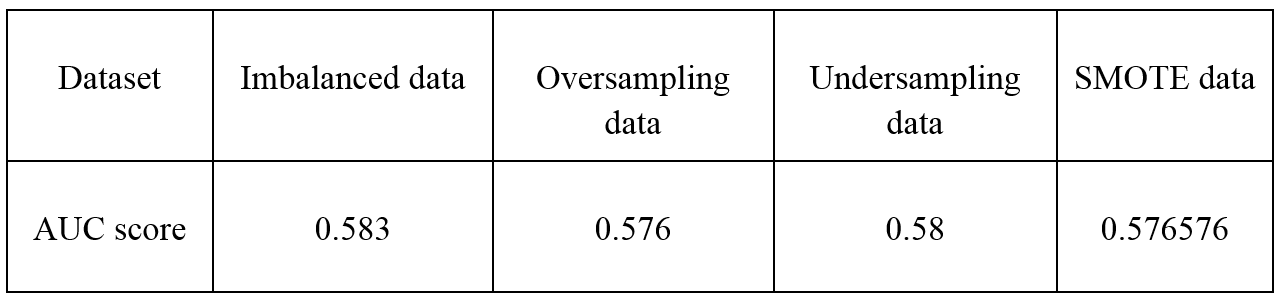 Dataset Imbalanced data Oversampling Undersampling SMOTE data
data data
AUC score 0.583 0.576 0.58 0.576576